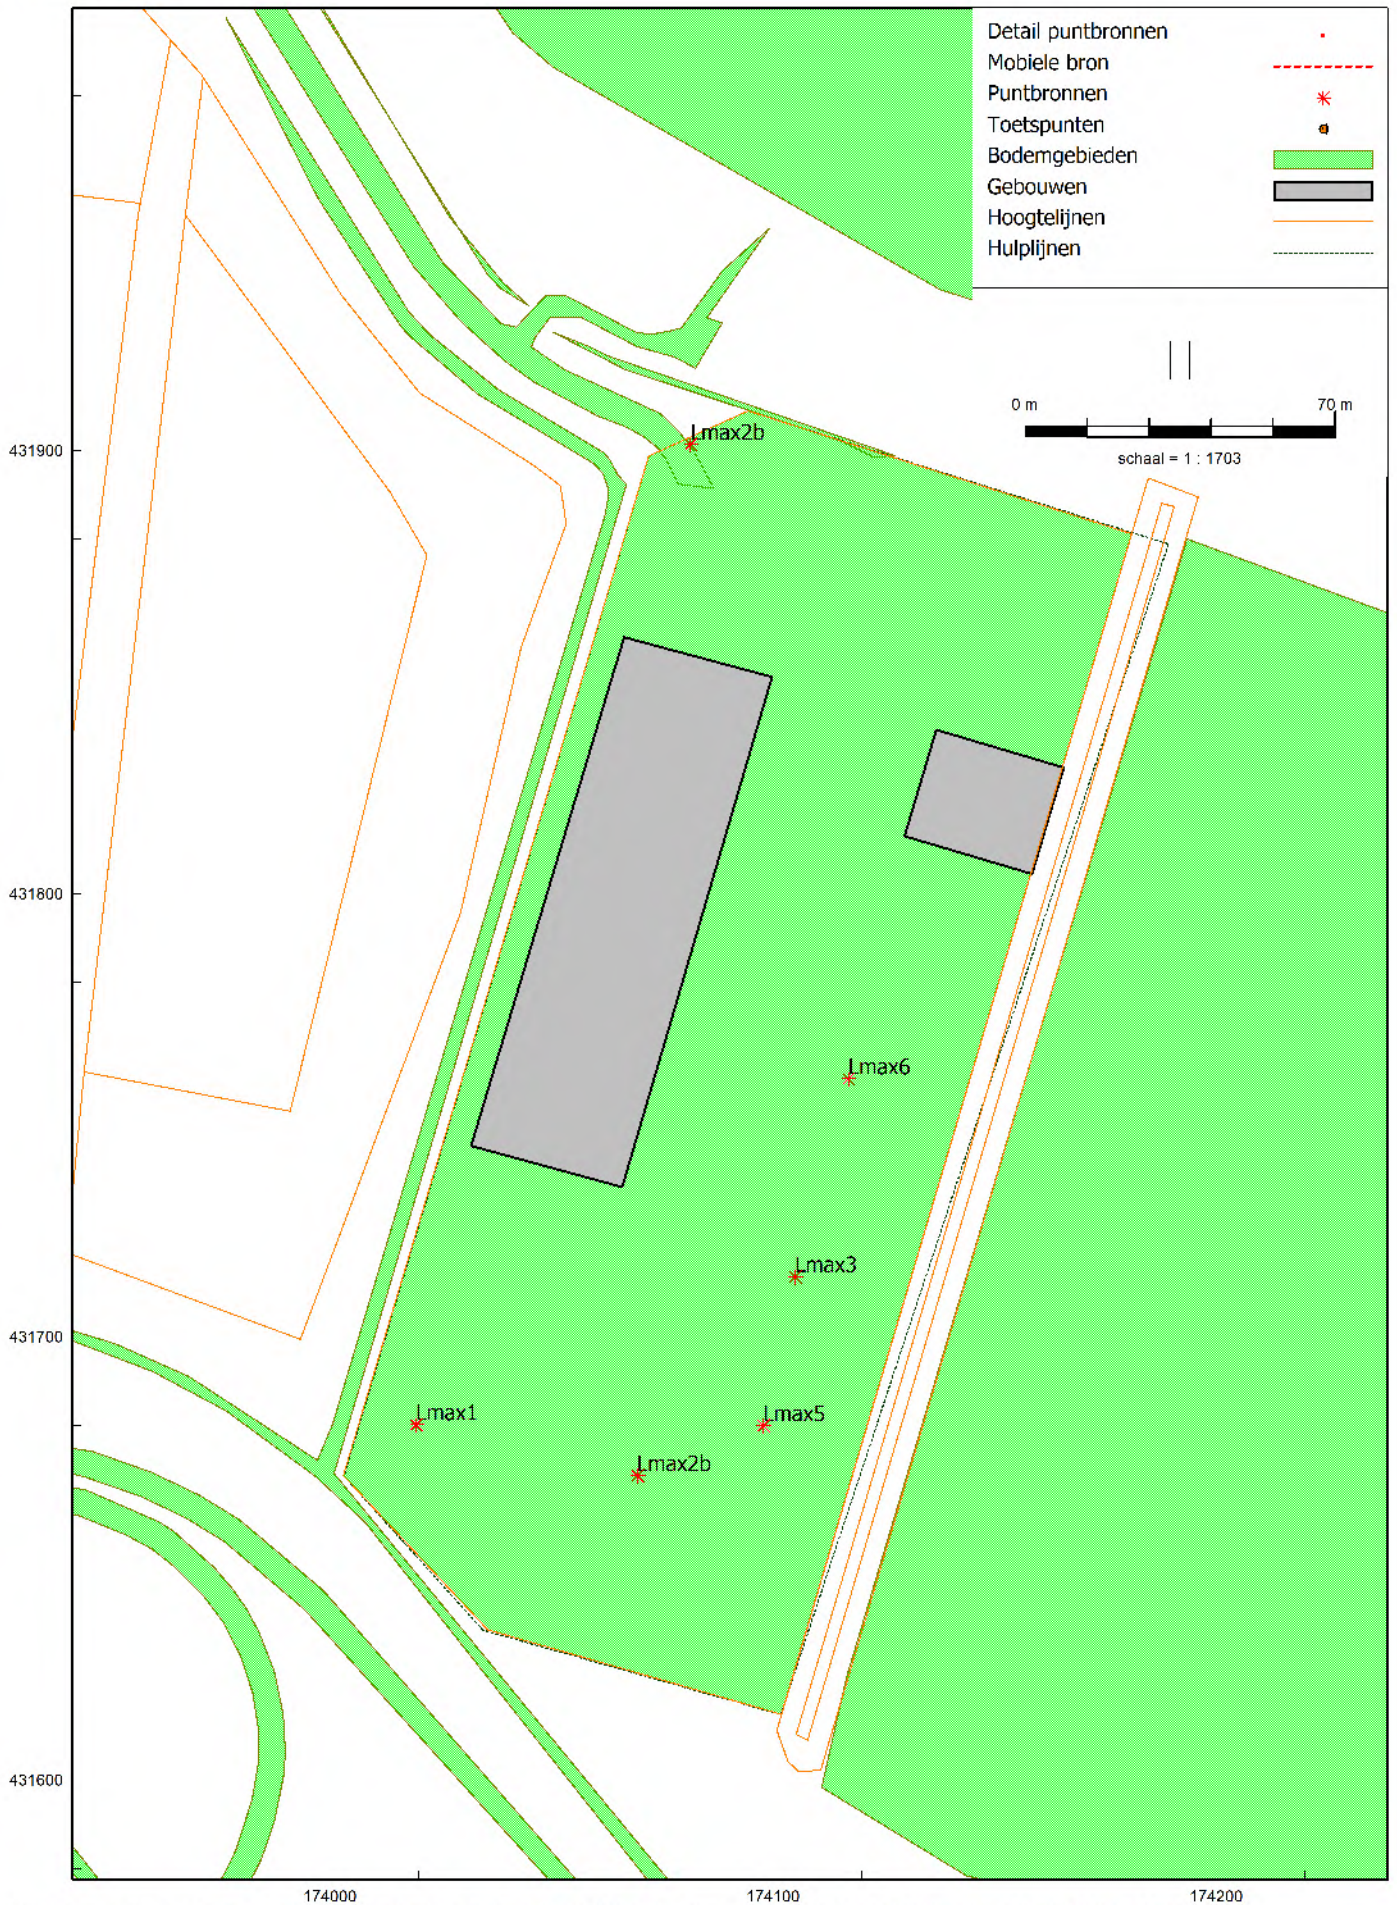 Detail puntbronnen
Mobiele bron
Puntbronnen
Toetspunten
Bodemgebieden
Gebouwen
Hoogtelijnen
Hulplijnen
0 m
70 m
schaal = 1 : 1703
Lmax2b
431900
431800
Lmax6
Lmax3
431700
Lmax1
Lmax5
Lmax2b
431600
174000
174100
174200